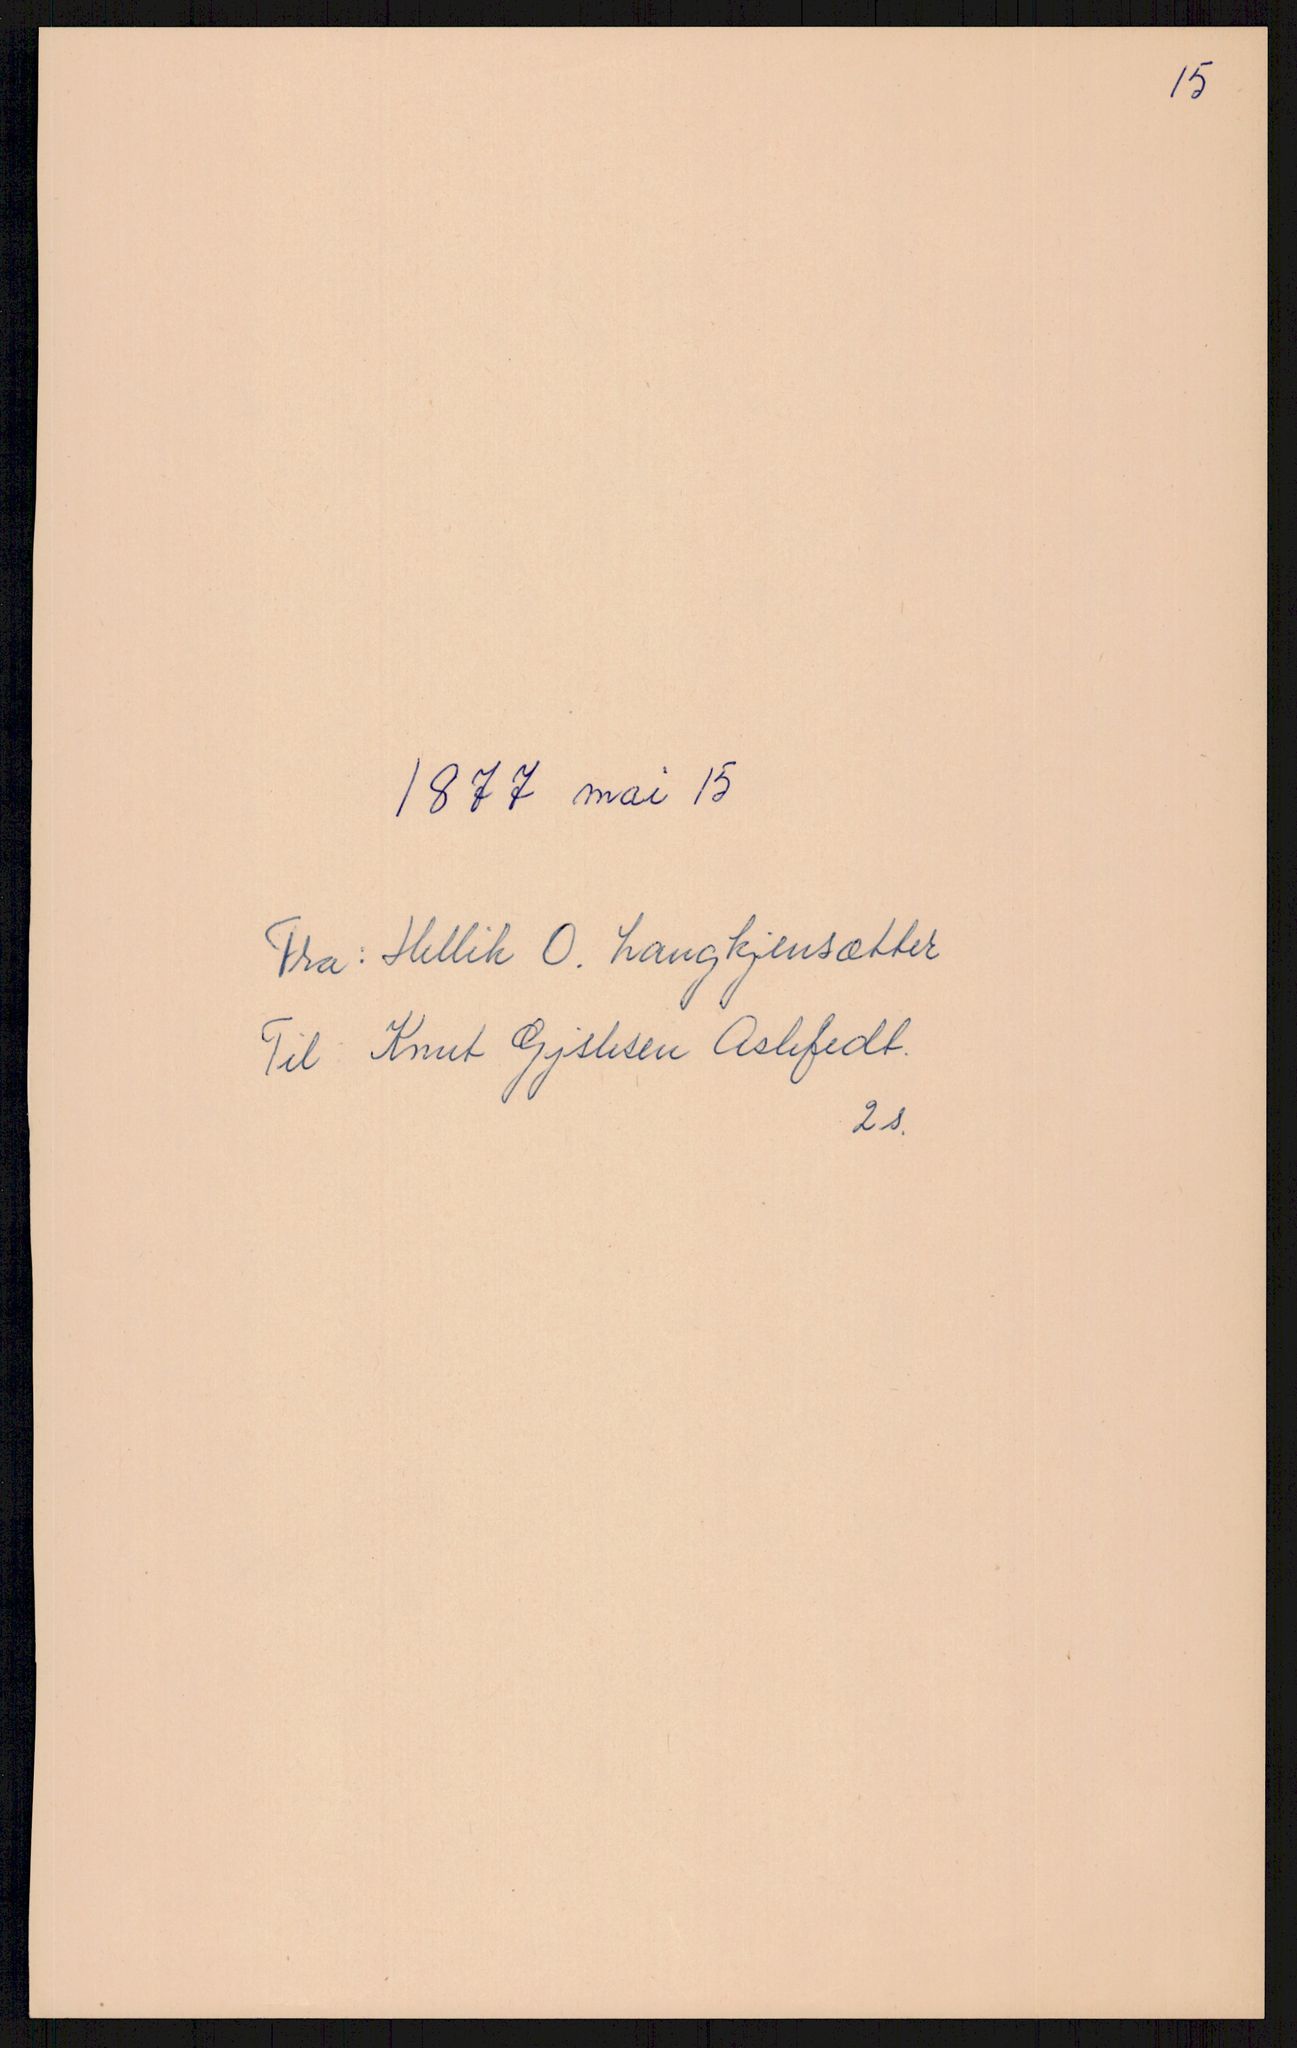 15
1877 mai 15
Fra: Hellik O. Langkjensætter
Til Knut Gjslesen Aslefedt.
2 s.